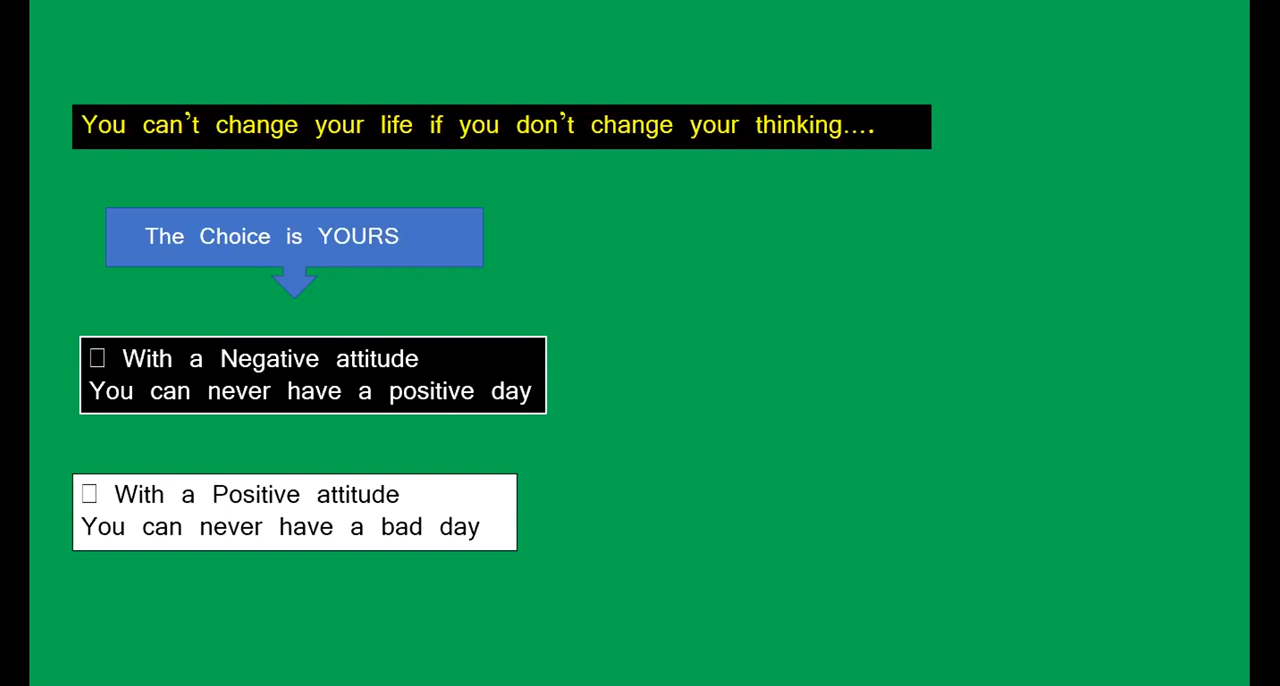 You can’t change your life if you don’t change your thinking….
The Choice is YOURS
With a Negative attitude
You can never have a positive day
With a Positive attitude
You can never have a bad day